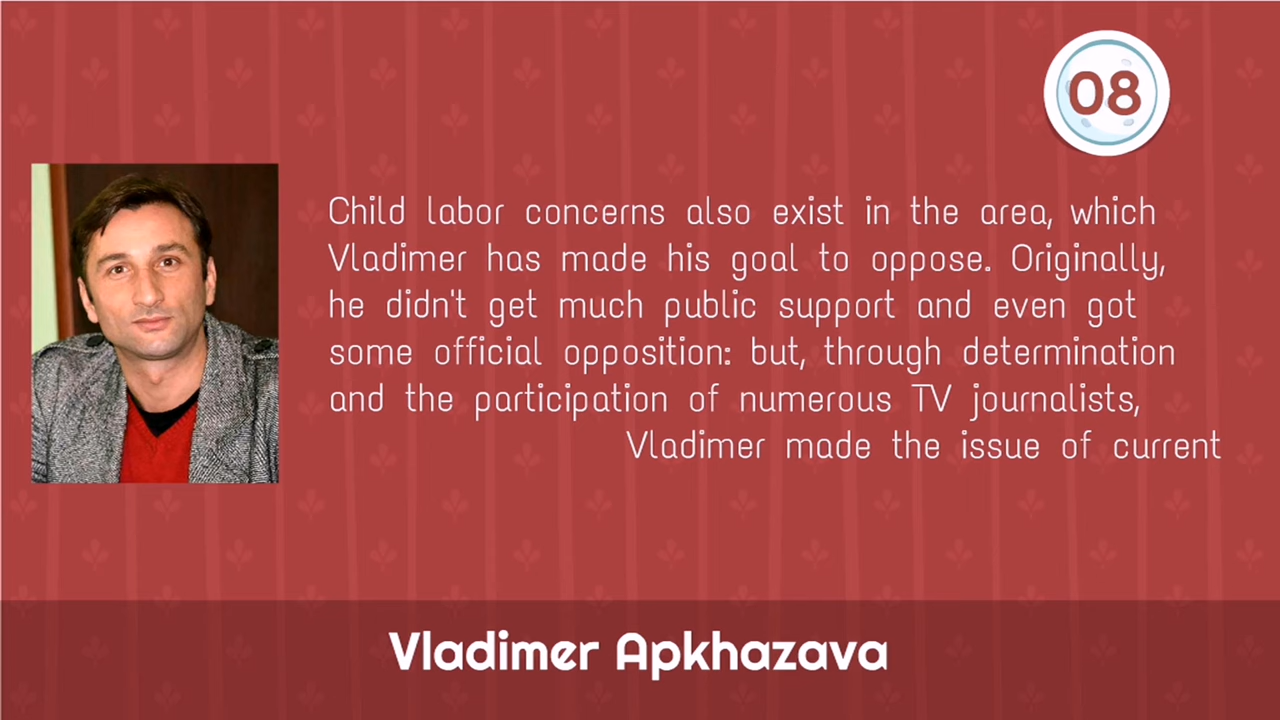 08
Child labor concerns also exist in the area, which
Vladimer has made his goal to oppose. Originally,
he didn't get much public support and even got
some official opposition: but, through determination
and the participation of numerous TV journalists,
Vladimer made the issue of current
Vladimer Apkhazava